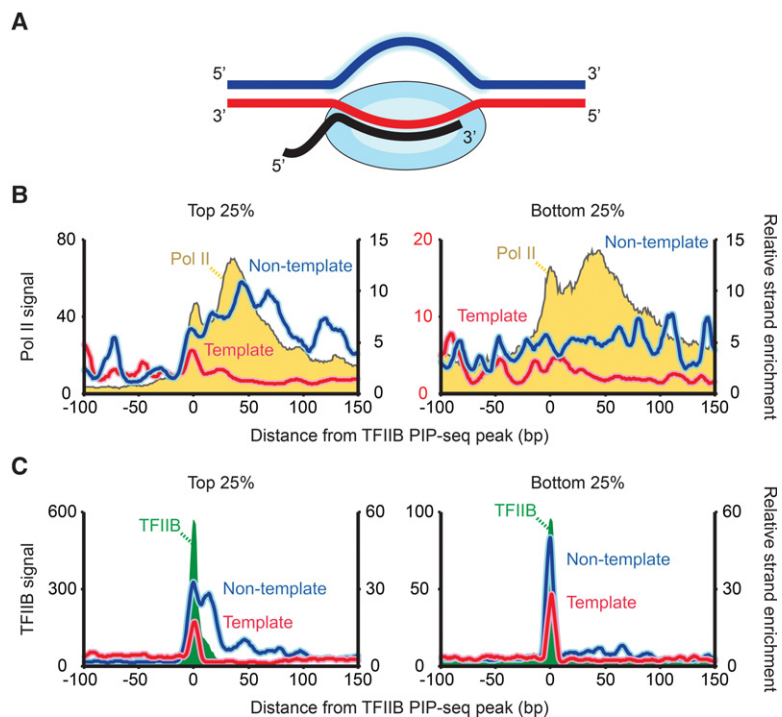 A
5’
3’
3’
5’
3’
5’
B
Top 25%
Bottom 25%
80
40
0
Pol II signal
Pol II
Non-template
Template
15
10
5
0
-100
-50
0
50
100
150
20
10
0
Pol II
Non-template
Template
15
10
5
0
Relative strand enrichment
-100
-50
0
50
100
150
Distance from TFIIB PIP-seq peak (bp)
C
Top 25%
Bottom 25%
600
300
0
TFIIB signal
TFIIB
Non-template
Template
60
30
0
-100
-50
0
50
100
150
100
50
0
TFIIB
Non-template
Template
60
30
0
Relative strand enrichment
-100
-50
0
50
100
150
Distance from TFIIB PIP-seq peak (bp)